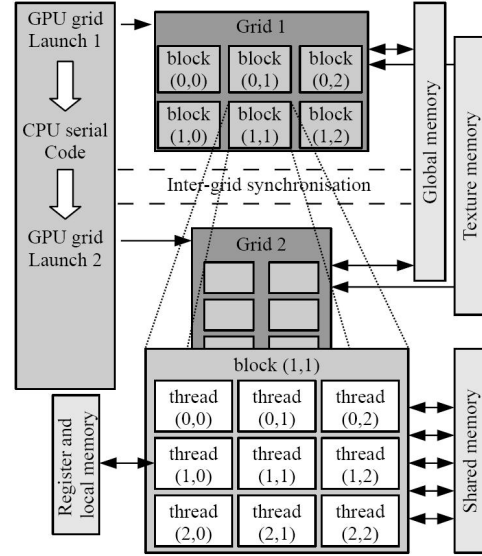 GPU grid
Launch 1
CPU serial
Code
GPU grid
Launch 2
Grid 1
block
(0,0)
block
(0,1)
block
(0,2)
block
(1,0)
block
(1,1)
block
(1,2)
Global memory
Texture memory
Inter-grid synchronisation
Grid 2
block (1,1)
thread
(0,0)
thread
(0,1)
thread
(0,2)
thread
(1,0)
thread
(1,1)
thread
(1,2)
thread
(2,0)
thread
(2,1)
thread
(2,2)
Register and
local memory
Shared memory